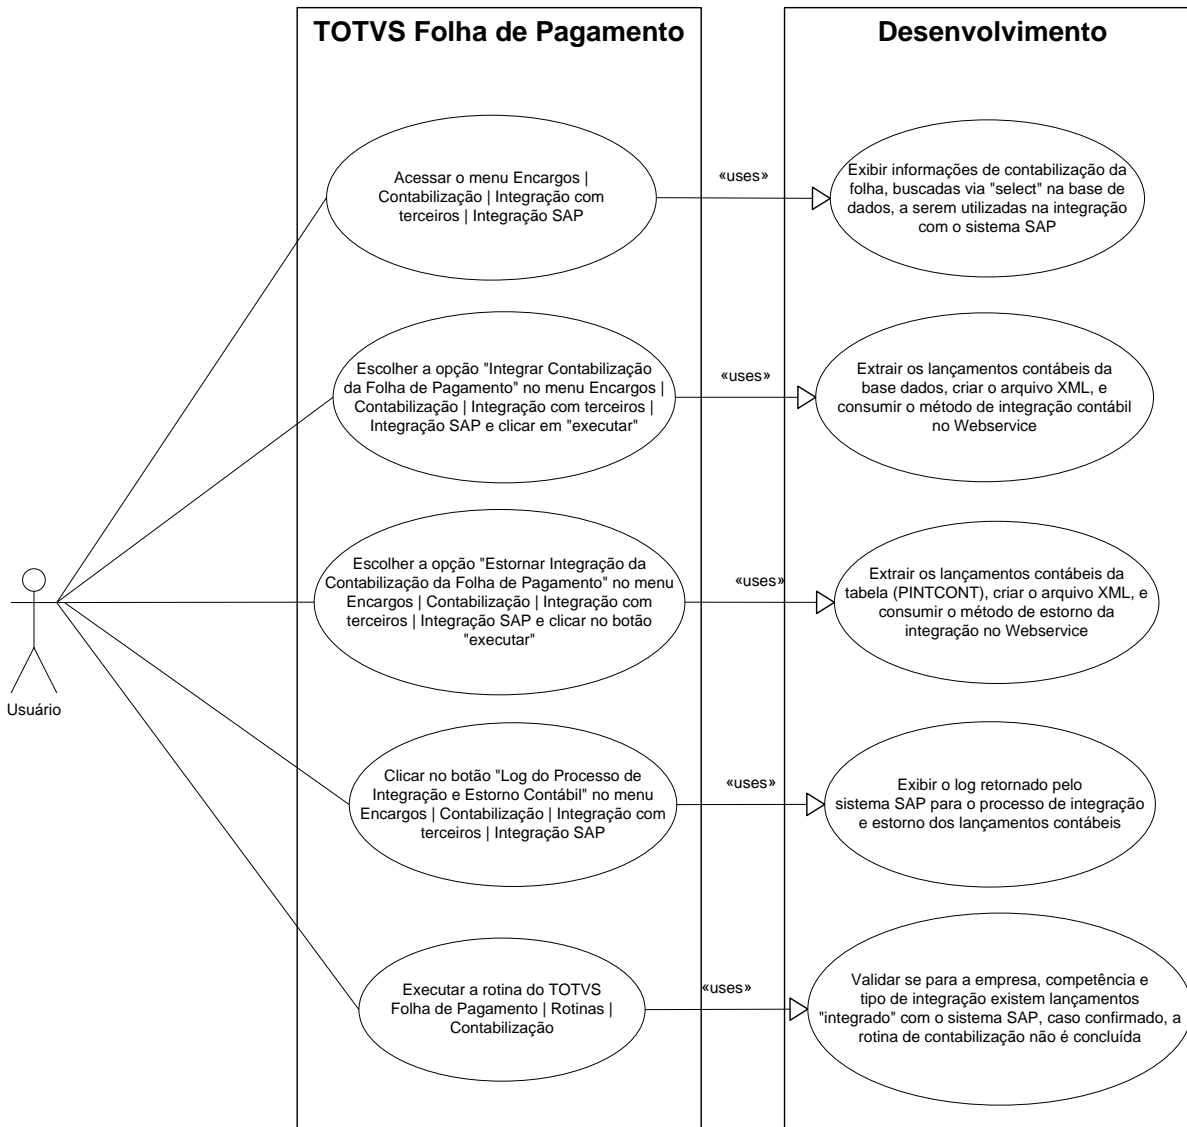 TOTVS Folha de Pagamento
Desenvolvimento
Acessar o menu Encargos |
Contabilização | Integração com
terceiros | Integração SAP
«uses»
Exibir informações de contabilização da
folha, buscadas via "select" na base de
dados, a serem utilizadas na integração
com o sistema SAP
Escolher a opção "Integrar Contabilização
da Folha de Pagamento" no menu Encargos |
Contabilização | Integração com terceiros |
Integração SAP e clicar em "executar"
«uses»
Extrair os lançamentos contábeis da
base dados, criar o arquivo XML, e
consumir o método de integração contábil
no Webservice
Escolher a opção "Estornar Integração da
Contabilização da Folha de Pagamento" no menu
Encargos | Contabilização | Integração com
terceiros | Integração SAP e clicar no botão
"executar"
«uses»
Extrair os lançamentos contábeis da
tabela (PINTCONT), criar o arquivo XML, e
consumir o método de estorno da
integração no Webservice
Usuário
Clicar no botão "Log do Processo de
Integração e Estorno Contábil" no menu
Encargos | Contabilização | Integração com
terceiros | Integração SAP
«uses»
Exibir o log retornado pelo
sistema SAP para o processo de integração
e estorno dos lançamentos contábeis
Executar a rotina do TOTVS
Folha de Pagamento | Rotinas |
Contabilização
«uses»
Validar se para a empresa, competência e
tipo de integração existem lançamentos
"integrado" com o sistema SAP, caso confirmado, a
rotina de contabilização não é concluída